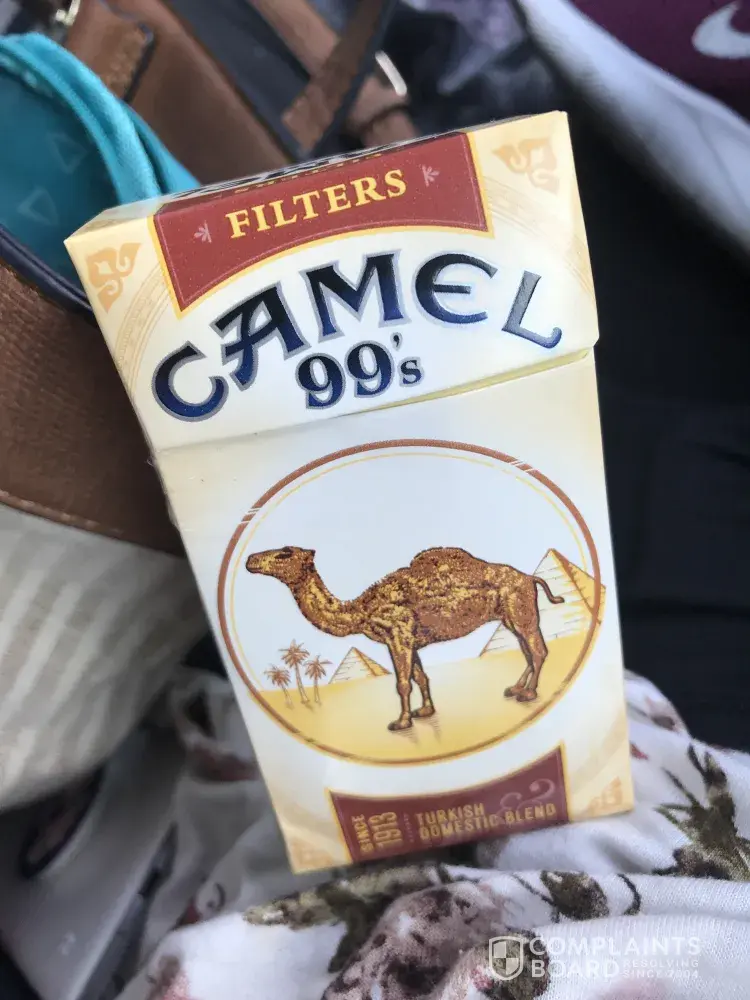 FILTERS
CAMEL
99's
SINCE
1913
TURKISH &
DOMESTIC BLEND
COMPLAINTS
BOARD RESOLVING
SINCE 2004